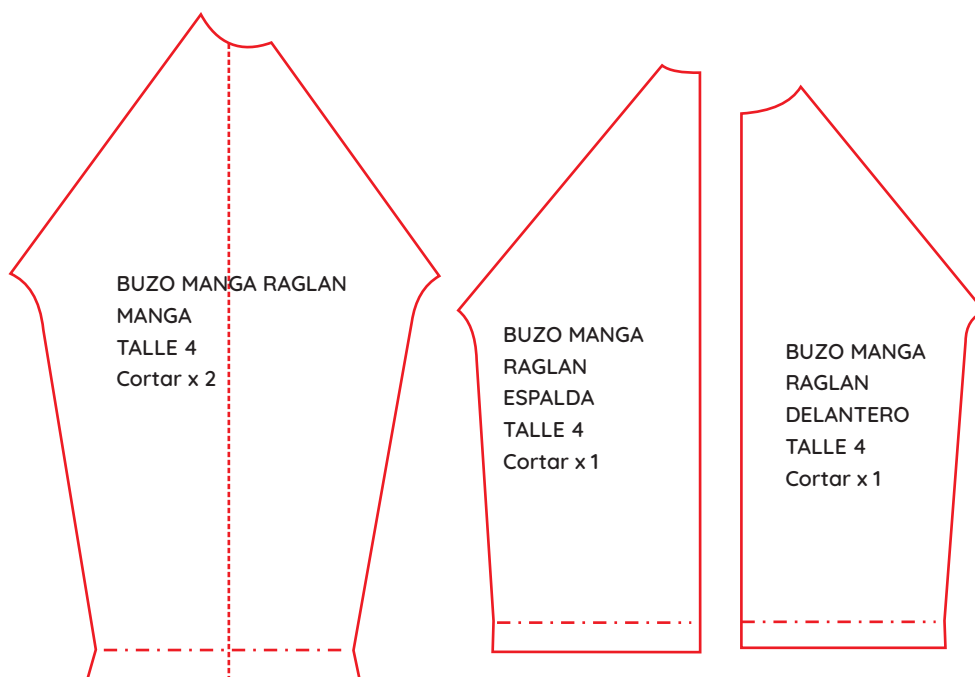 BUZO MANGA RAGLAN
MANGA
TALLE 4
Cortar x 2
BUZO MANGA
RAGLAN
ESPALDA
TALLE 4
Cortar x 1
BUZO MANGA
RAGLAN
DELANTERO
TALLE 4
Cortar x 1